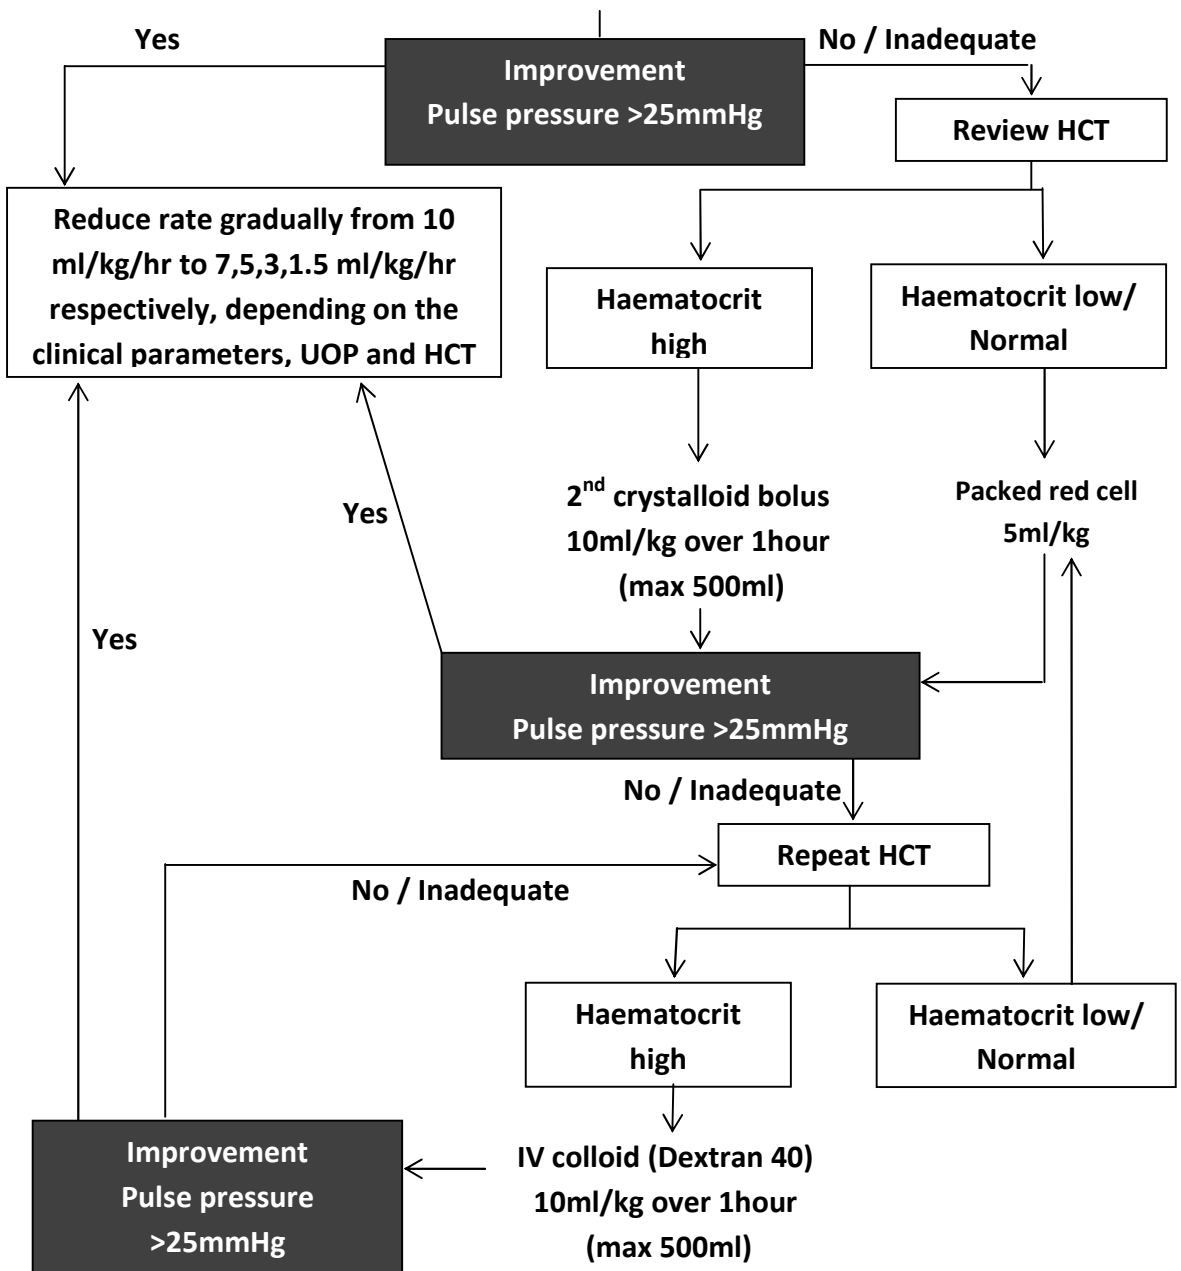 Yes
No / Inadequate
Improvement
Pulse pressure >25mmHg
Review HCT
Reduce rate gradually from 10
ml/kg/hr to 7,5,3,1.5 ml/kg/hr
respectively, depending on the
clinical parameters, UOP and HCT
Haematocrit
high
Haematocrit low/
Normal
2nd crystalloid bolus
10ml/kg over 1hour
(max 500ml)
Packed red cell
5ml/kg
Yes
Yes
Improvement
Pulse pressure >25mmHg
No / Inadequate
Repeat HCT
No / Inadequate
Haematocrit
high
Haematocrit low/
Normal
Improvement
Pulse pressure
>25mmHg
IV colloid (Dextran 40)
10ml/kg over 1hour
(max 500ml)